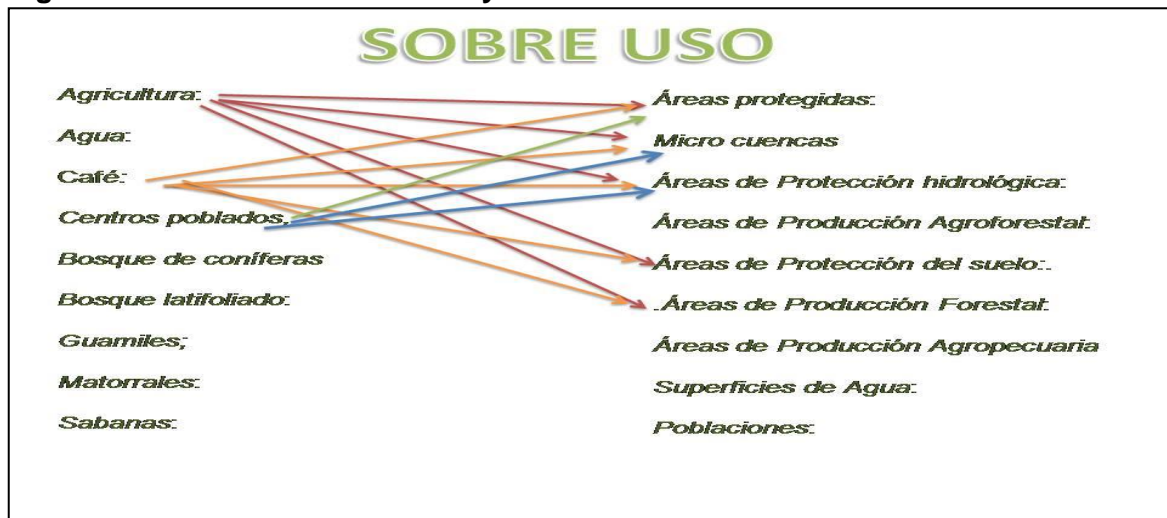 SOBRE USO
Agricultura:
Agua:
Café:
Centros poblados,
Bosque de coníferas
Bosque latifoliado:
Guamiles;
Matorrales:
Sabanas:
Áreas protegidas:
Micro cuencas
Áreas de Protección hidrológica:
Áreas de Producción Agroforestal:
Áreas de Protección del suelo:.
.Áreas de Producción Forestal:
Áreas de Producción Agropecuaria
Superficies de Agua:
Poblaciones: